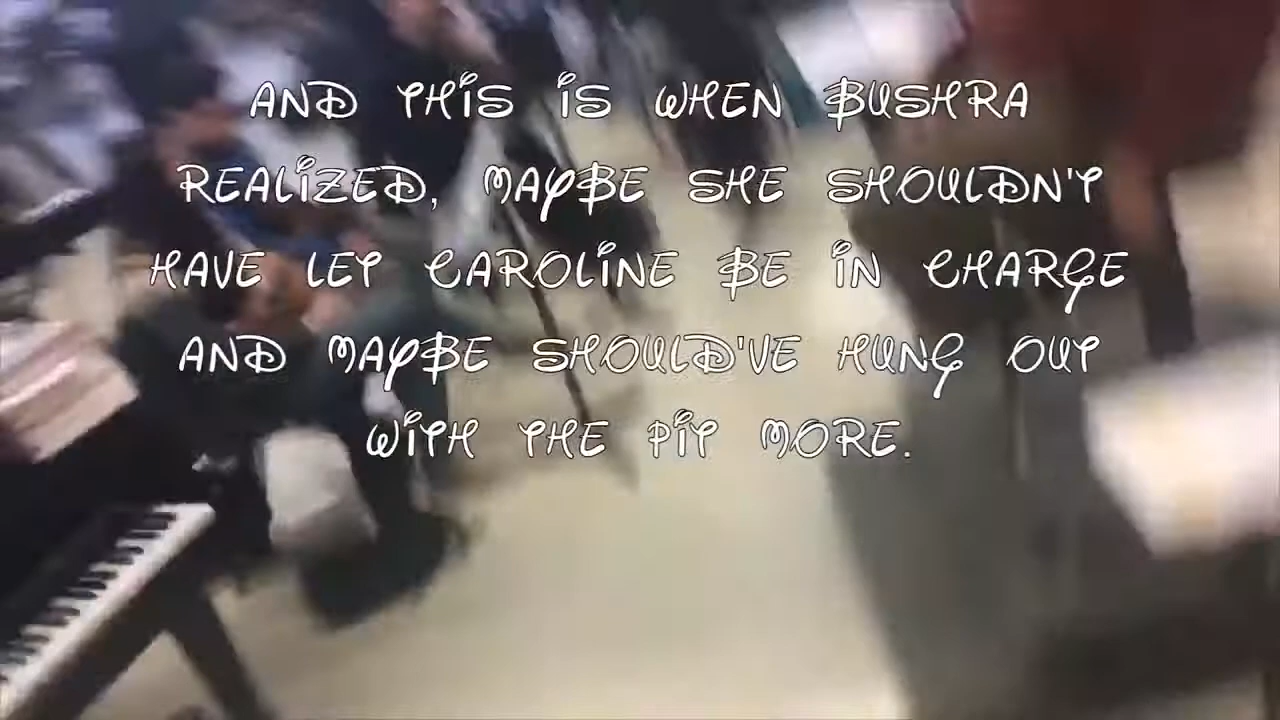 AND THIS IS WHEN BUSHRA
REALIZED, MAYBE SHE SHOULDN'T
HAVE LET CAROLINE BE IN CHARGE
AND MAYBE SHOULD'VE HUNG OUT
WITH THE PIT MORE.